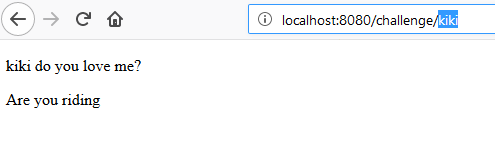 localhost:8080/challenge/kiki
kiki do you love me?
Are you riding